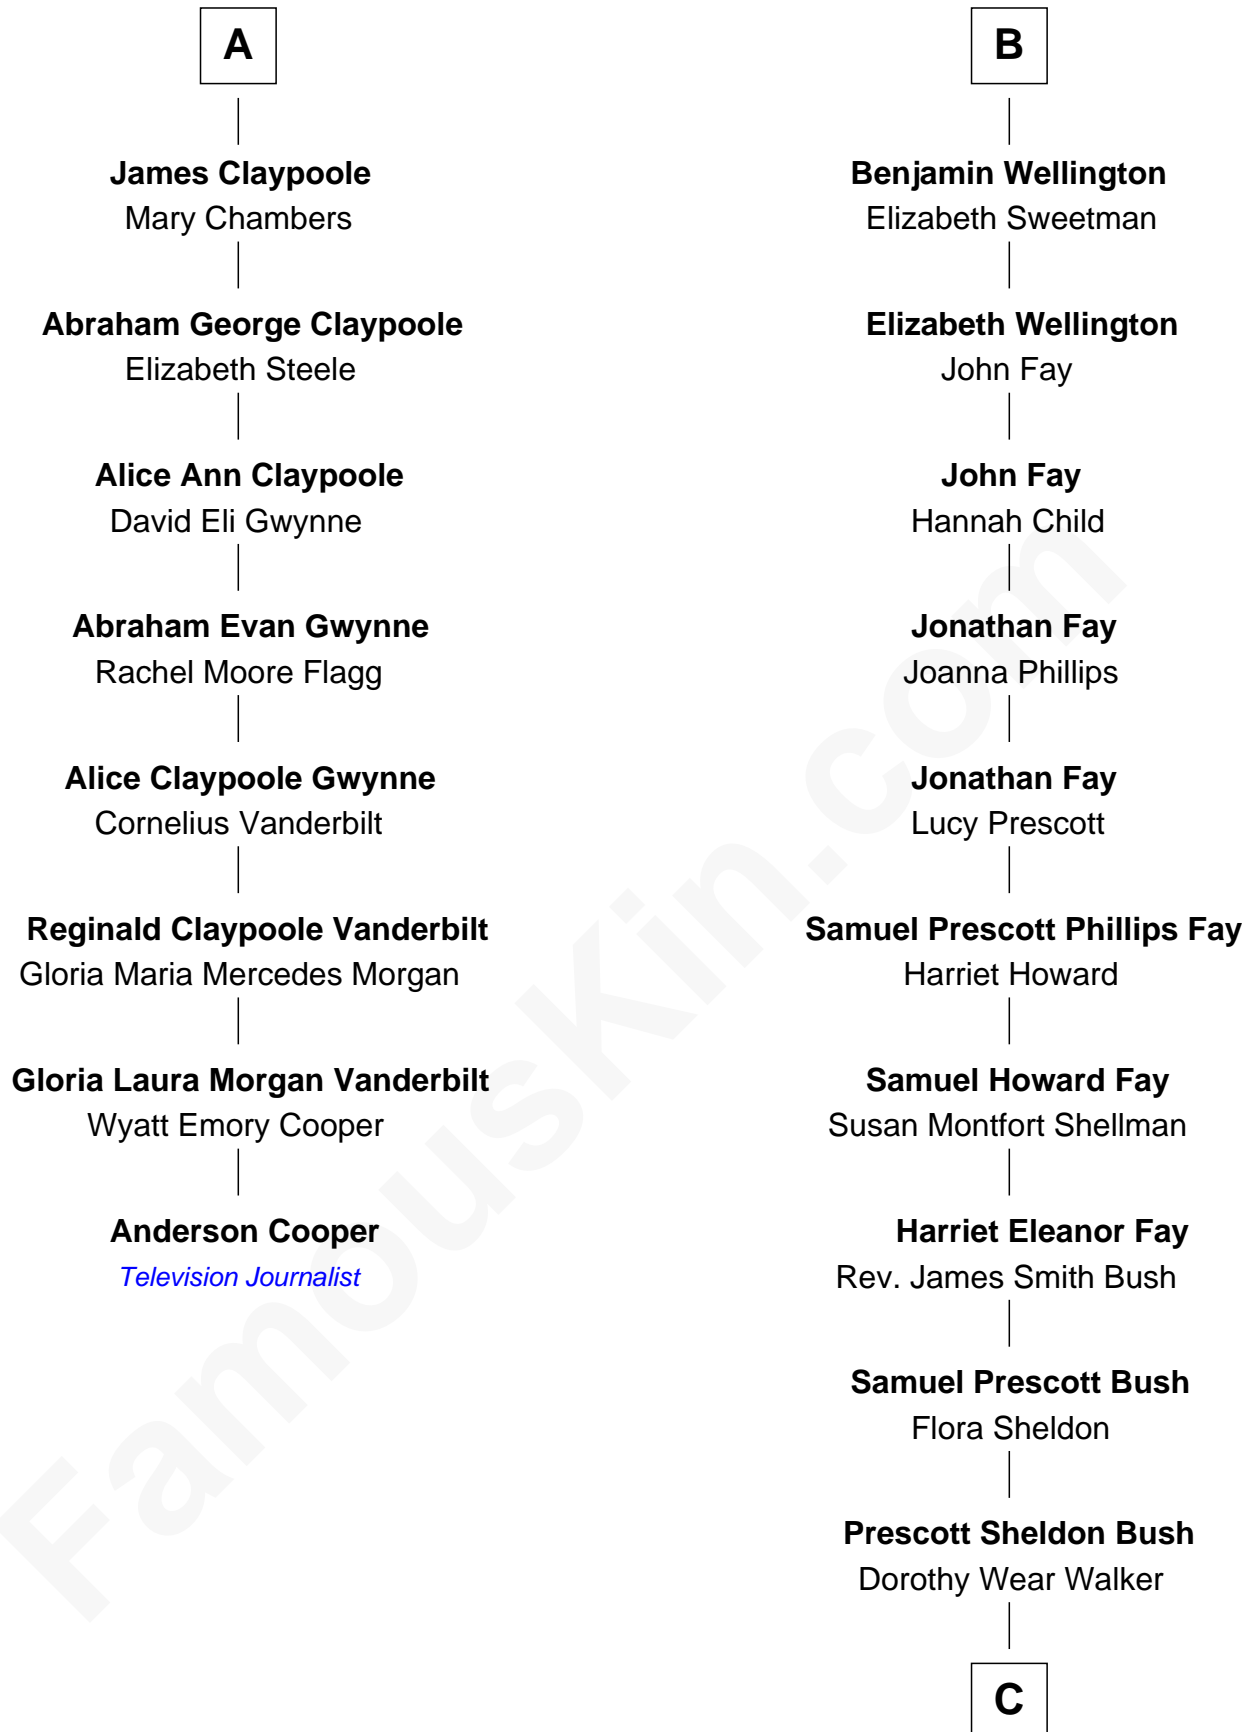 A
James Claypoole
Mary Chambers
Abraham George Claypoole
Elizabeth Steele
Alice Ann Claypoole
David Eli Gwynne
Abraham Evan Gwynne
Rachel Moore Flagg
Alice Claypoole Gwynne
Cornelius Vanderbilt
Reginald Claypoole Vanderbilt
Gloria Maria Mercedes Morgan
Gloria Laura Morgan Vanderbilt
Wyatt Emory Cooper
Anderson Cooper
Television Journalist
B
Benjamin Wellington
Elizabeth Sweetman
Elizabeth Wellington
John Fay
John Fay
Hannah Child
Jonathan Fay
Joanna Phillips
Jonathan Fay
Lucy Prescott
Samuel Prescott Phillips Fay
Harriet Howard
Samuel Howard Fay
Susan Montfort Shellman
Harriet Eleanor Fay
Rev. James Smith Bush
Samuel Prescott Bush
Flora Sheldon
Prescott Sheldon Bush
Dorothy Wear Walker
C
FamousKin.com